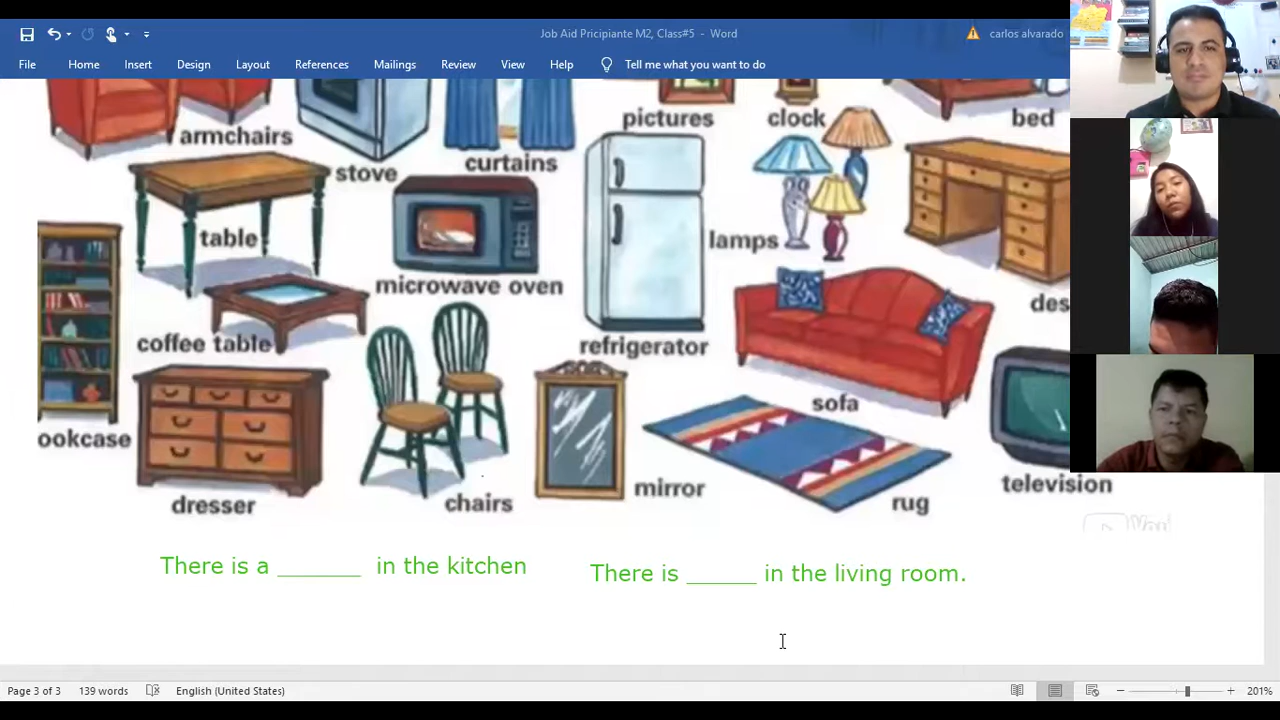 Job Aid Pricipiante M2, Class#5 - Word
carlos alvarado
File Home Insert Design Layout References Mailings Review View Help Tell me what you want to do
pictures
clock
bed
armchairs
stove
curtains
table
lamps
microwave oven
des
coffee table
refrigerator
sofa
ookcase
dresser
chairs
mirror
rug
television
There is a _______ in the kitchen
There is ______ in the living room.
Page 3 of 3 139 words English (United States) 201%